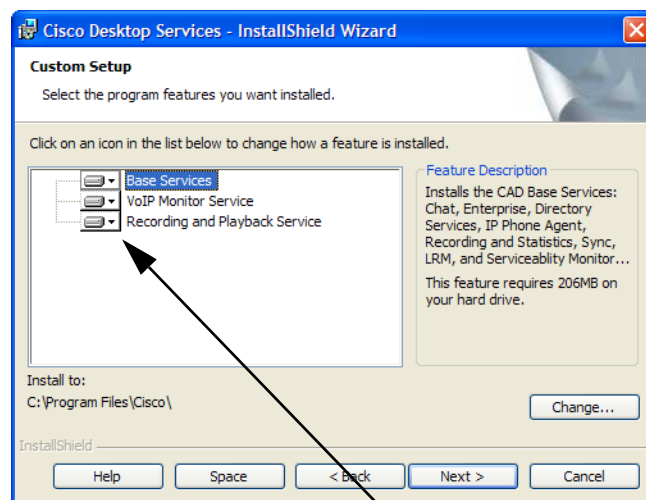 Cisco Desktop Services - InstallShield Wizard
Custom Setup
Select the program features you want installed.
Click on an icon in the list below to change how a feature is installed.
Base Services
VoIP Monitor Service
Recording and Playback Service
Feature Description
Installs the CAD Base Services:
Chat, Enterprise, Directory
Services, IP Phone Agent,
Recording and Statistics, Sync,
LRM, and Serviceablity Monitor...
This feature requires 206MB on
your hard drive.
Install to:
C:\Program Files\Cisco\
Change...
InstallShield
Help
Space
< Back
Next >
Cancel